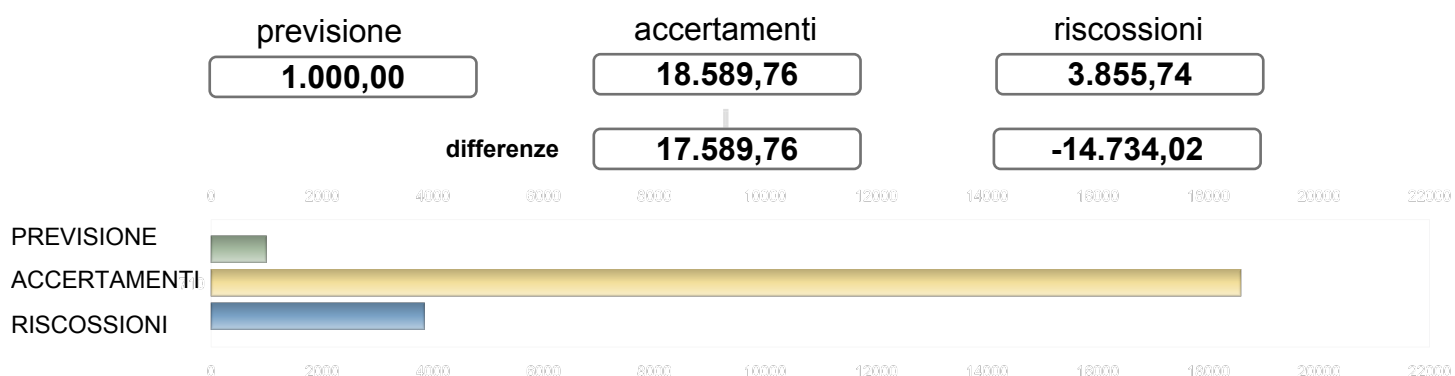 previsione accertamenti riscossioni
1.000,00 18.589,76 3.855,74
differenze 17.589,76 -14.734,02
0 2000 4000 6000 8000 10000 12000 14000 16000 18000 20000 22000
PREVISIONE
ACCERTAMENTI
RISCOSSIONI
0 2000 4000 6000 8000 10000 12000 14000 16000 18000 20000 22000